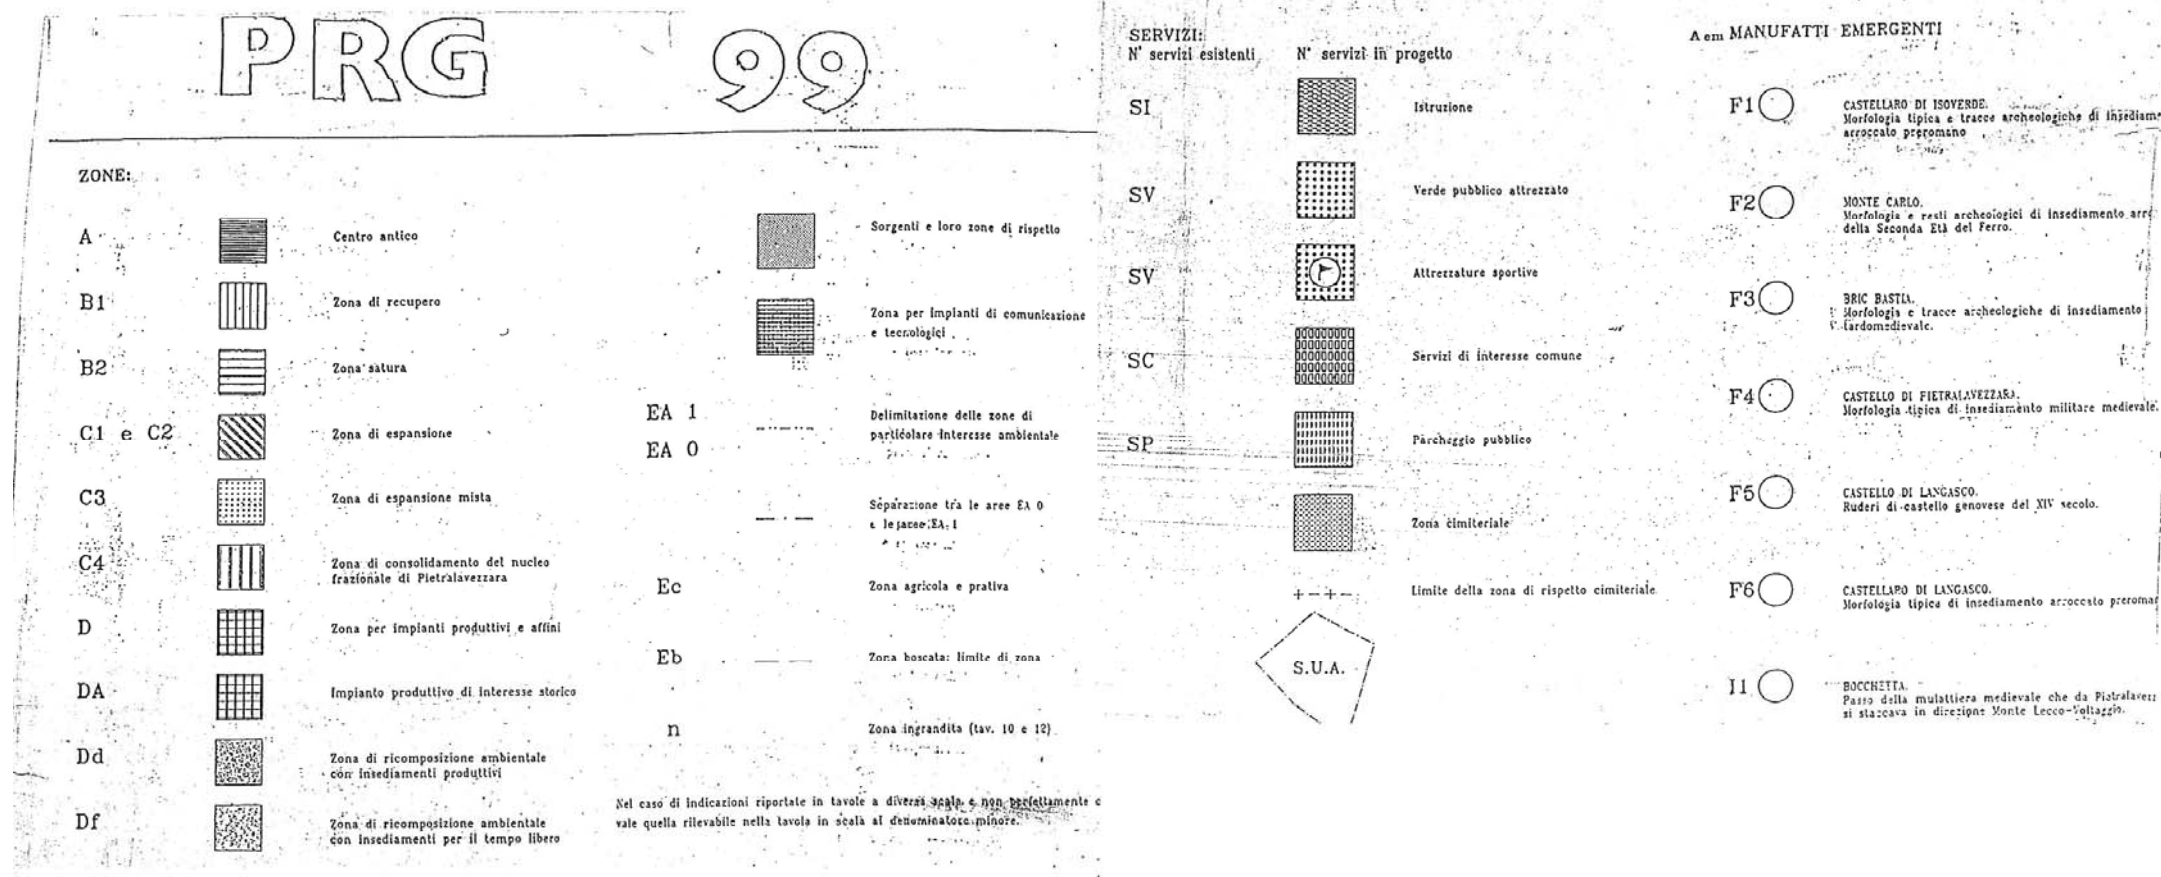 PRG 99
ZONE:
A
Centro antico
B1
Zona di recupero
B2
Zona satura
C1 e C2
Zona di espansione
C3
Zona di espansione mista
C4
Zona di consolidamento del nucleo
frazionale di Pietralavezzara
D
Zona per impianti produttivi e affini
DA
Impianto produttivo di interesse storico
Dd
Zona di ricomposizione ambientale
con insediamenti produttivi
Df
Zona di ricomposizione ambientale
con insediamenti per il tempo libero
Sorgenti e loro zone di rispetto
Zona per impianti di comunicazione
e tecnologici
EA 1
EA 0
Delimitazione delle zone di
particolare interesse ambientale
Separazione tra le aree EA 0
e le aree EA 1
Ec
Zona agricola e prativa
Eb
Zona boscata: limite di zona
n
Zona ingrandita (tav. 10 e 12)
Nel caso di indicazioni riportate in tavole a diversa scala e non perfettamente c
vale quella rilevabile nella tavola in scala al denominatore minore.
SERVIZI:
N° servizi esistenti
N° servizi in progetto
SI
Istruzione
SV
Verde pubblico attrezzato
SV
Attrezzature sportive
SC
Servizi di interesse comune
SP
Parcheggio pubblico
Zona cimiteriale
Limite della zona di rispetto cimiteriale
S.U.A.
A em MANUFATTI EMERGENTI
F1
CASTELLARO DI ISOVERDE.
Morfologia tipica e tracce archeologiche di insediam
arroccato preromano
F2
MONTE CARLO.
Morfologia e resti archeologici di insediamento arr
della Seconda Età del Ferro.
F3
BRIC BASTIA.
Morfologia e tracce archeologiche di insediamento
tardomedievale.
F4
CASTELLO DI PIETRALAVEZZARA.
Morfologia tipica di insediamento militare medievale.
F5
CASTELLO DI LANGASCO.
Ruderi di castello genovese del XIV secolo.
F6
CASTELLARO DI LANGASCO.
Morfologia tipica di insediamento arroccato preromar
I1
BOCCHETTA.
Passo della mulattiera medievale che da Pietralavezz
si staccava in direzione Monte Lecco-Voltaggio.